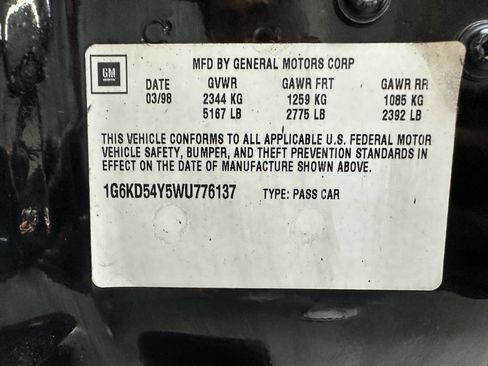 GM
MFD BY GENERAL MOTORS CORP
DATE GVWR GAWR FRT GAWR RR
03/98 2344 KG 1259 KG 1085 KG
5167 LB 2775 LB 2392 LB
THIS VEHICLE CONFORMS TO ALL APPLICABLE U.S. FEDERAL MOTOR
VEHICLE SAFETY, BUMPER, AND THEFT PREVENTION STANDARDS IN
EFFECT ON THE DATE OF MANUFACTURE SHOWN ABOVE.
1G6KD54Y5WU776137 TYPE: PASS CAR